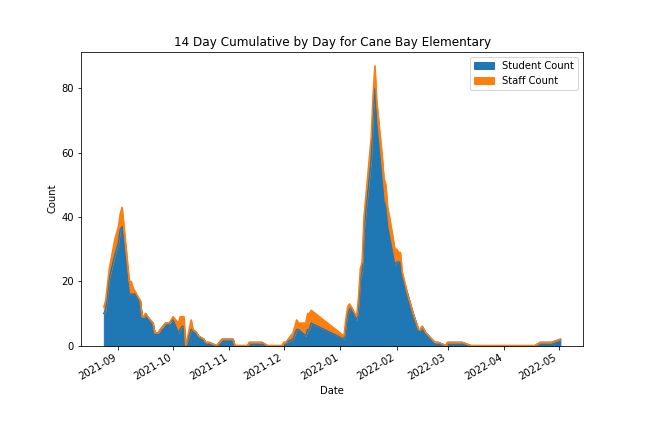 14 Day Cumulative by Day for Cane Bay Elementary
Student Count
Staff Count
80
60
40
20
0
Count
2021-09
2021-10
2021-11
2021-12
2022-01
2022-02
2022-03
2022-04
2022-05
Date